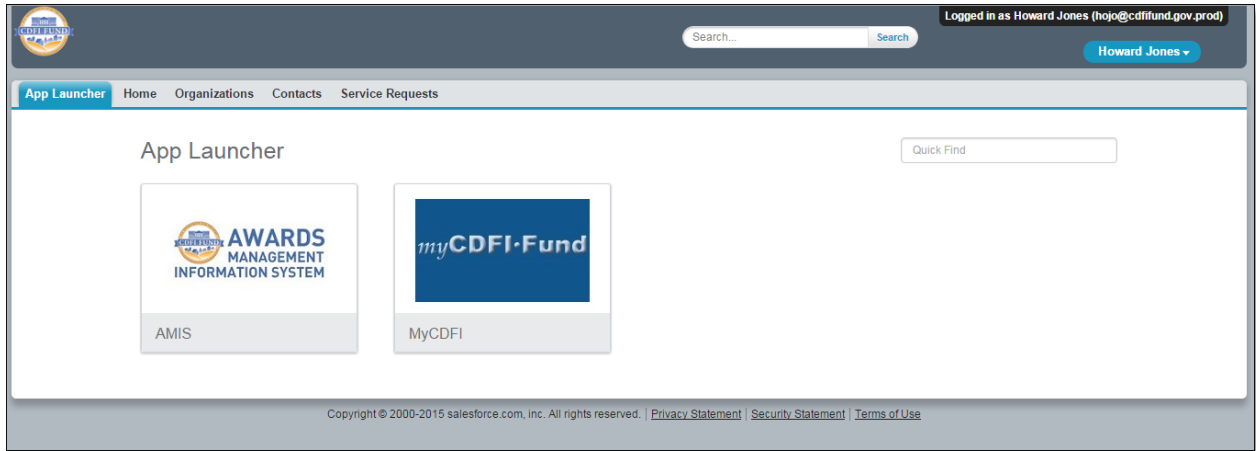 CDFI FUND
Logged in as Howard Jones (hojo@cdfifund.gov.prod)
Search...
Search
Howard Jones
App Launcher Home Organizations Contacts Service Requests
App Launcher
Quick Find
CDFI FUND
AWARDS
MANAGEMENT
INFORMATION SYSTEM
myCDFI·Fund
AMIS
MyCDFI
Copyright © 2000-2015 salesforce.com, inc. All rights reserved. | Privacy Statement | Security Statement | Terms of Use